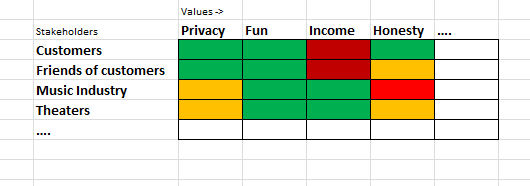 Values ->
Stakeholders Privacy Fun Income Honesty ....
Customers
Friends of customers
Music Industry
Theaters
....